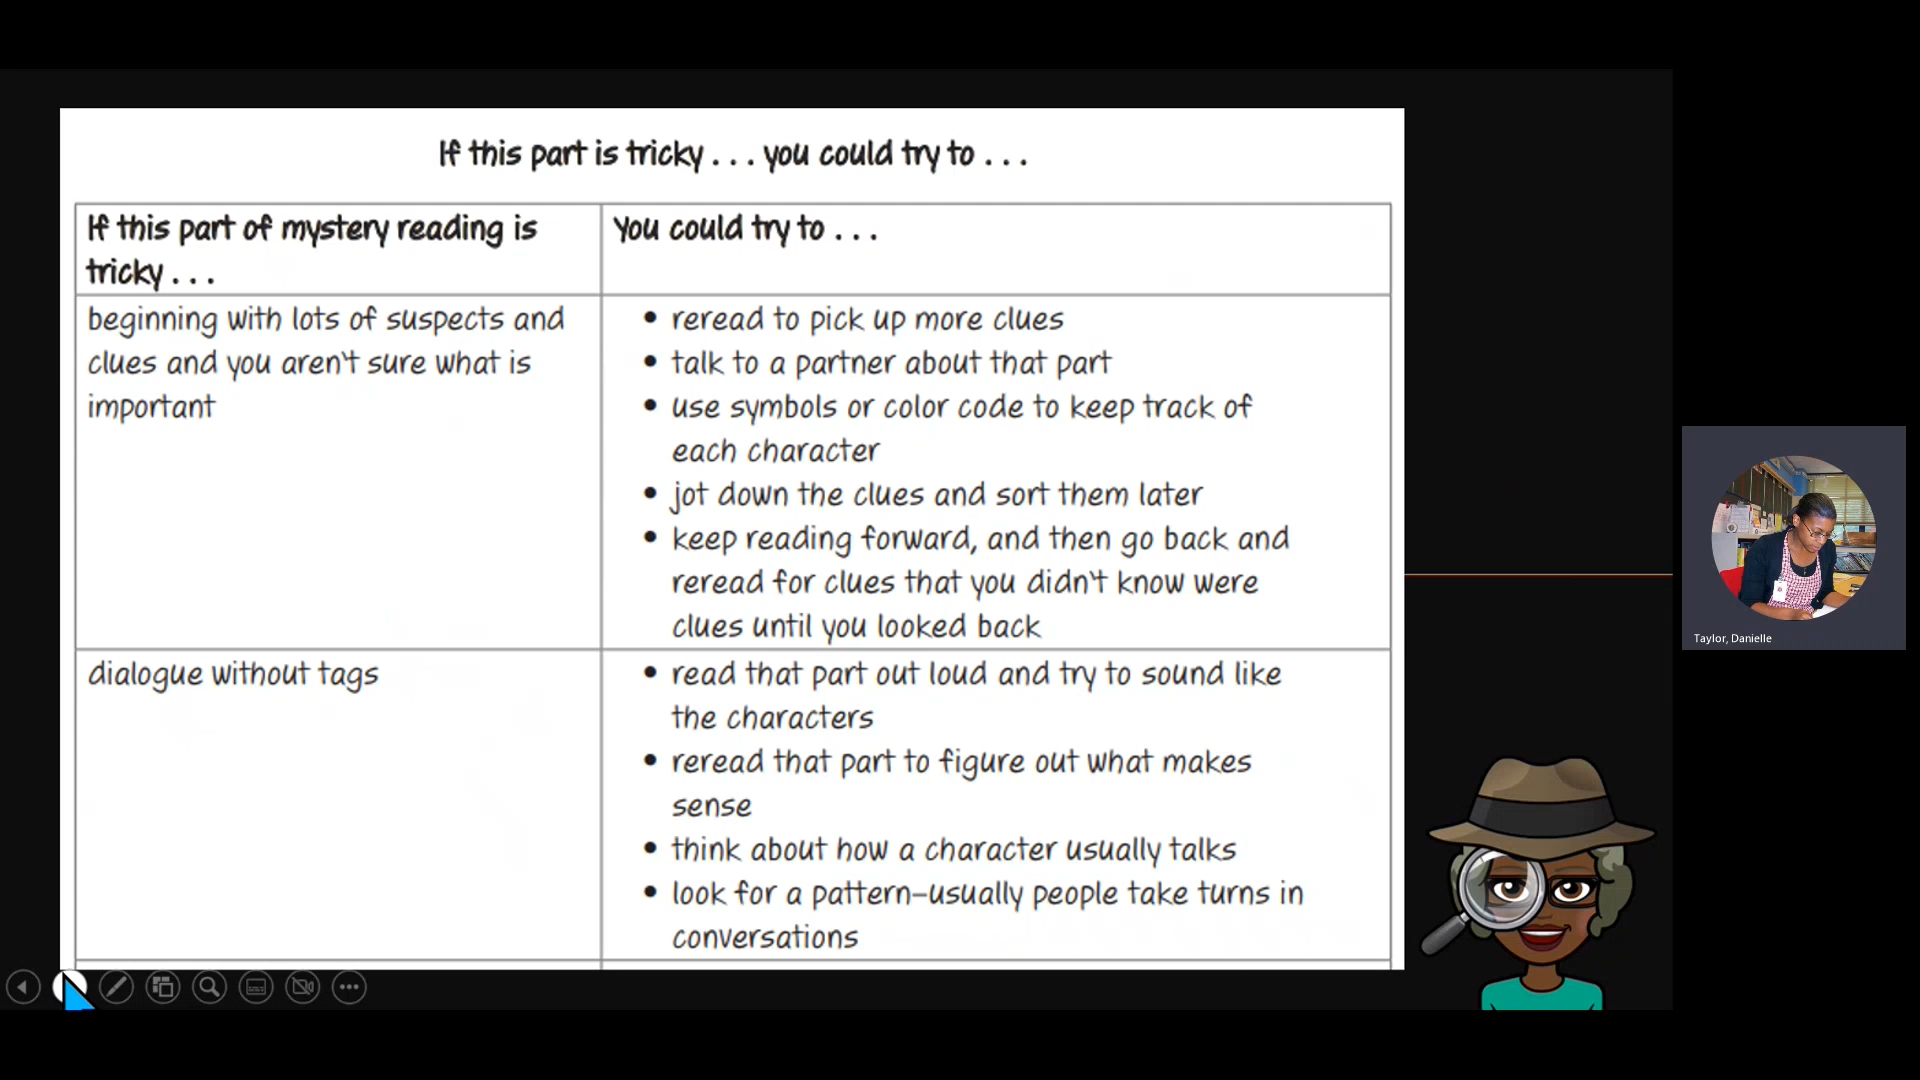 If this part is tricky . . . you could try to . . .
If this part of mystery reading is
tricky . . .
You could try to . . .
beginning with lots of suspects and
clues and you aren't sure what is
important
• reread to pick up more clues
• talk to a partner about that part
• use symbols or color code to keep track of
each character
• jot down the clues and sort them later
• keep reading forward, and then go back and
reread for clues that you didn't know were
clues until you looked back
dialogue without tags
• read that part out loud and try to sound like
the characters
• reread that part to figure out what makes
sense
• think about how a character usually talks
• look for a pattern–usually people take turns in
conversations
Taylor, Danielle